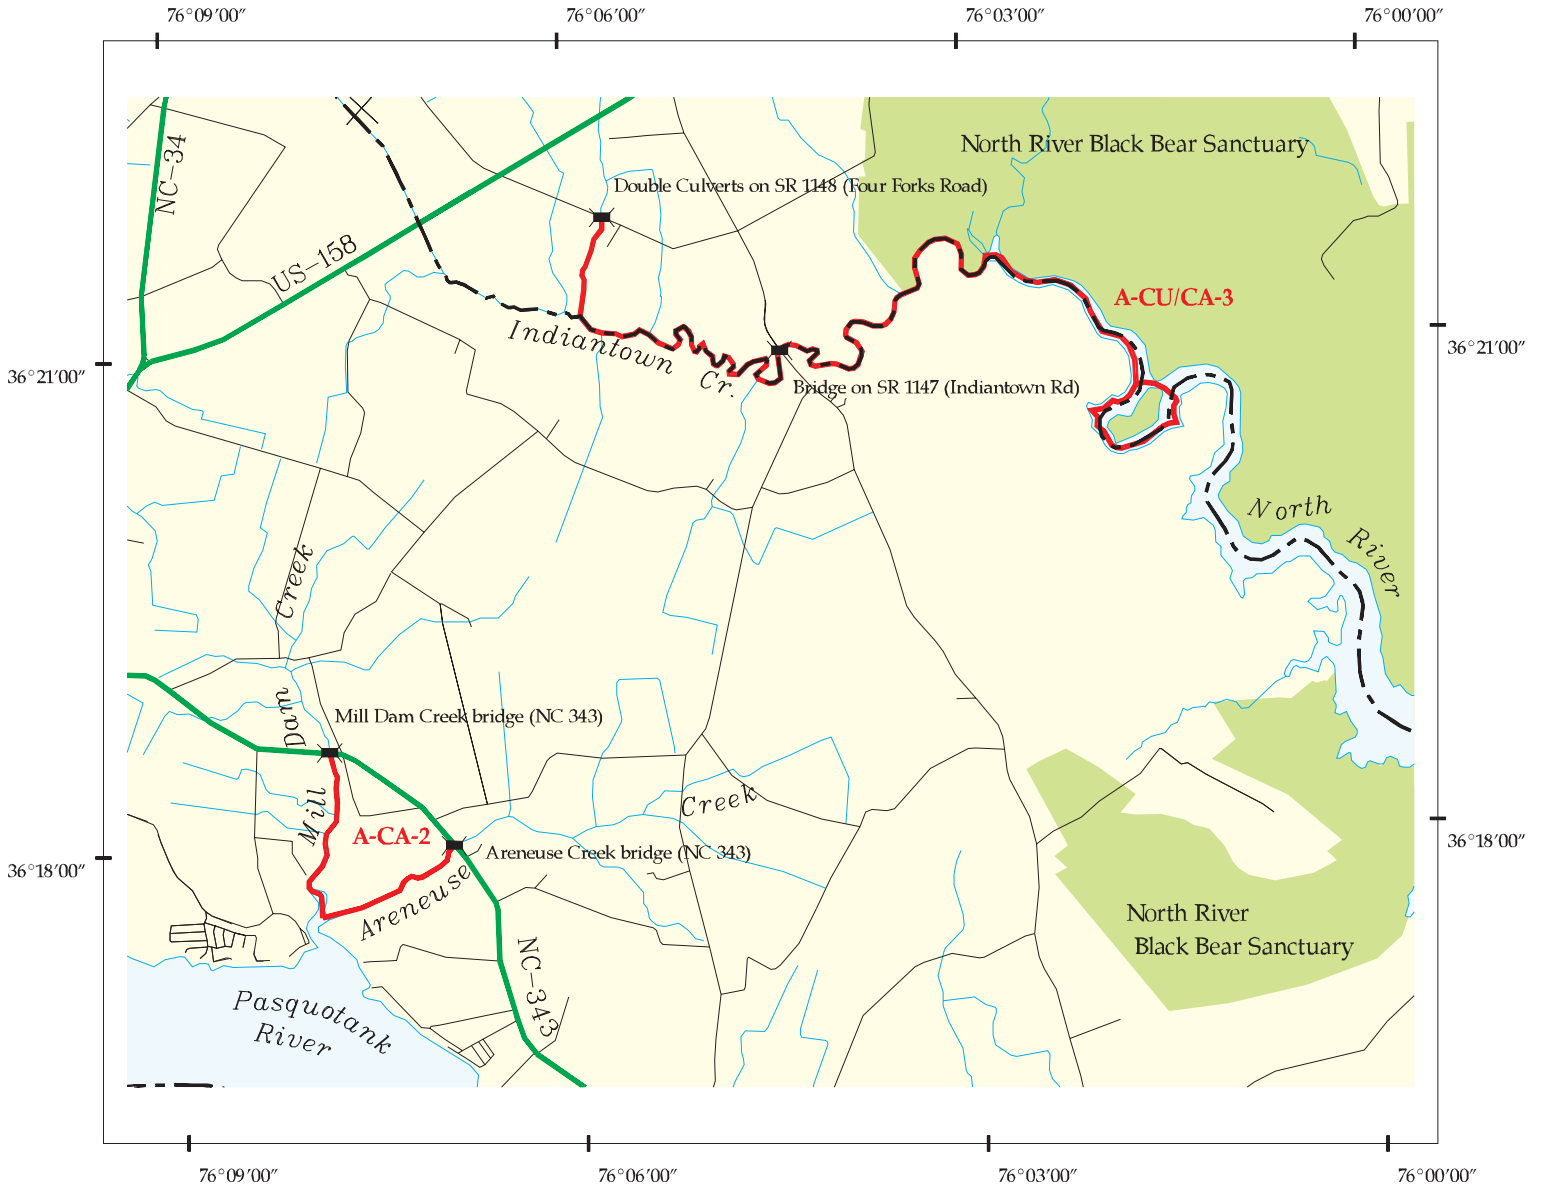 76°09′00″ 76°06′00″ 76°03′00″ 76°00′00″
North River Black Bear Sanctuary
NC-34
Double Culverts on SR 1148 (Four Forks Road)
US-158
A-CU/CA-3
Indiantown Cr.
36°21′00″
36°21′00″
Bridge on SR 1147 (Indiantown Rd)
North River
Mill Dam Creek
Mill Dam Creek bridge (NC 343)
Areneuse Creek
A-CA-2
36°18′00″
Areneuse Creek bridge (NC 343)
36°18′00″
North River
Black Bear Sanctuary
NC-343
Pasquotank
River
76°09′00″ 76°06′00″ 76°03′00″ 76°00′00″